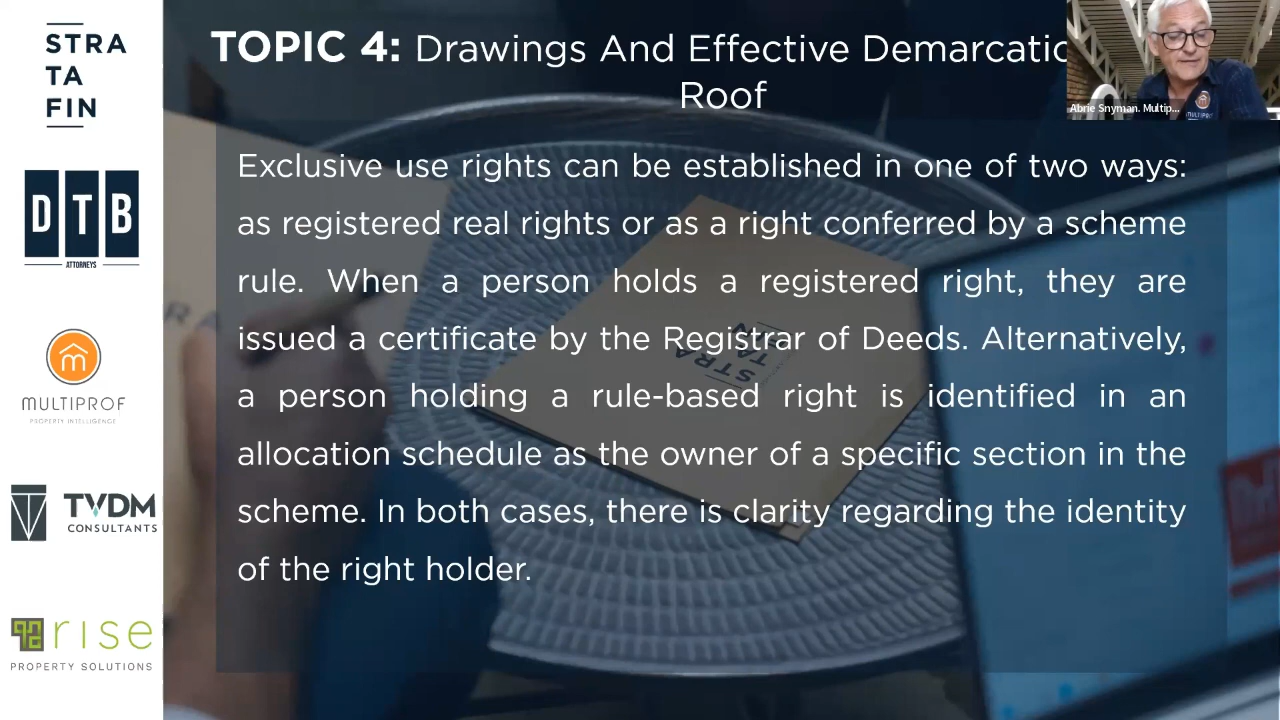 STRA
TA
FIN
DTB
ATTORNEYS
MULTIPROF
PROPERTY INTELLIGENCE
TVDM
CONSULTANTS
rise
PROPERTY SOLUTIONS
TOPIC 4: Drawings And Effective Demarcatio
Roof
Abrie Snyman. Multip...
Exclusive use rights can be established in one of two ways:
as registered real rights or as a right conferred by a scheme
rule. When a person holds a registered right, they are
issued a certificate by the Registrar of Deeds. Alternatively,
a person holding a rule-based right is identified in an
allocation schedule as the owner of a specific section in the
scheme. In both cases, there is clarity regarding the identity
of the right holder.
STRA
TAN